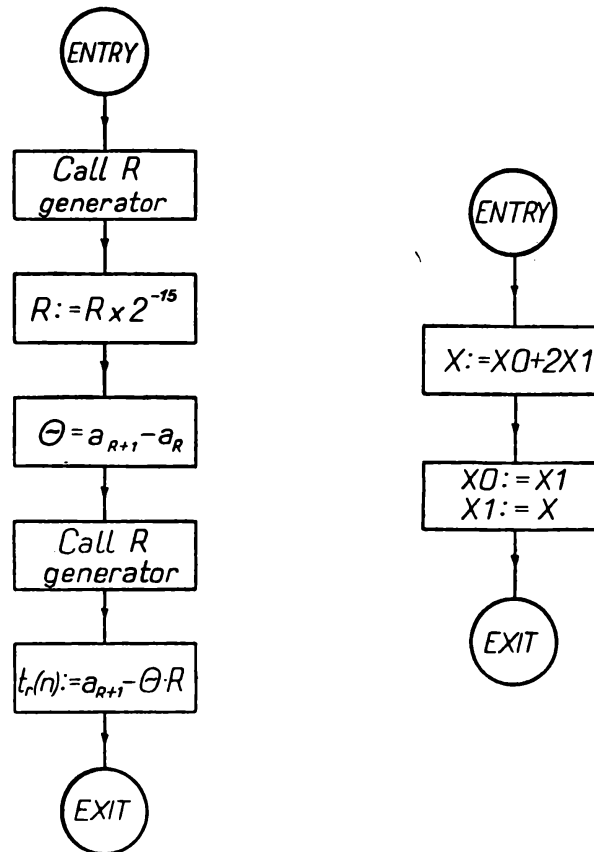 ENTRY
Call R
generator
R:=R x 2^-15
Θ = a_R+1 - a_R
Call R
generator
t_r(n):= a_R+1 - Θ·R
EXIT
ENTRY
X:=X0+2X1
X0:=X1
X1:=X
EXIT